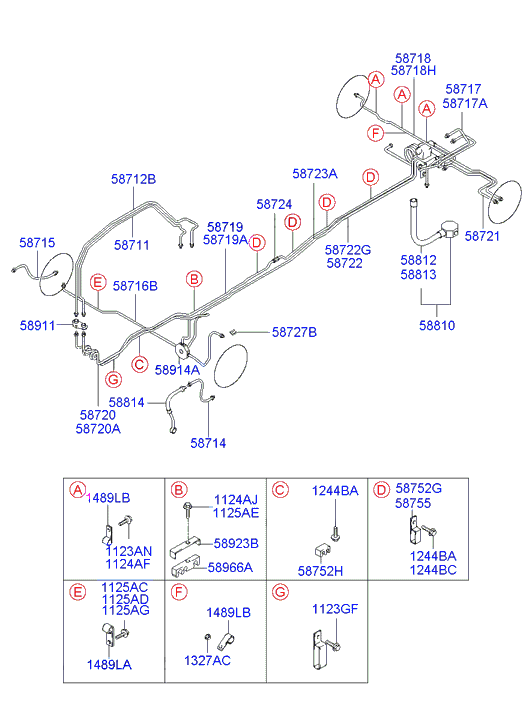 58718
58718H
A
A
A
58717
58717A
F
58712B
58723A
D
58724
D
58719
58719A
D
D
58711
58722G
58722
58721
58715
58812
58813
E
58716B
B
58810
58911
58727B
C
58914A
G
58814
58720
58720A
58714
A
1489LB
1123AN
1124AF
B
1124AJ
1125AE
58923B
58966A
C
1244BA
58752H
D
58752G
58755
1244BA
1244BC
E
1125AC
1125AD
1125AG
1489LA
F
1489LB
1327AC
G
1123GF